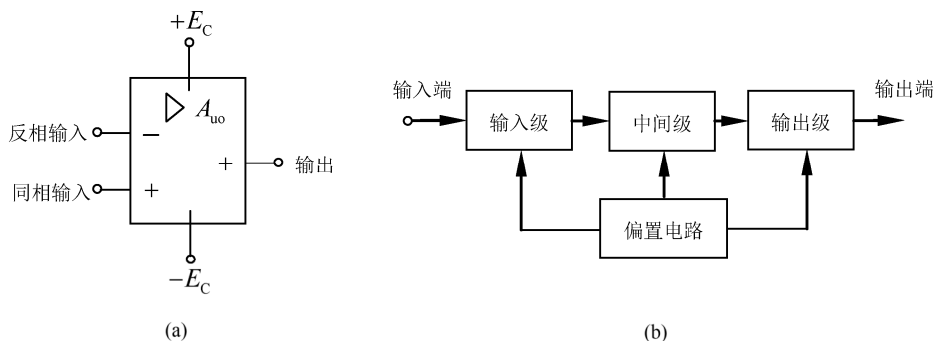 +E_C
▷ A_uo
反相输入
−
+
输出
同相输入
+
−E_C
(a)
输入端
输出端
输入级
中间级
输出级
偏置电路
(b)